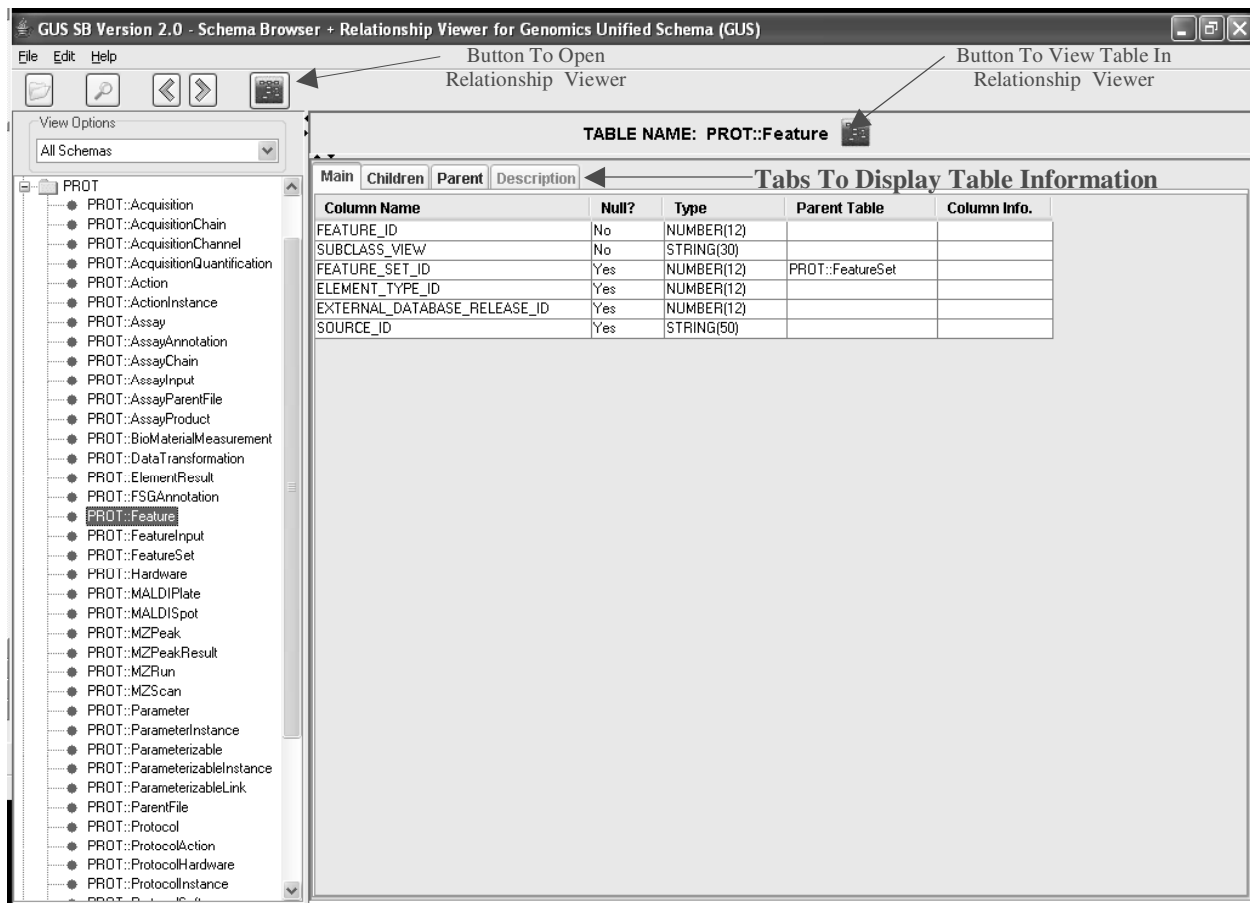 GUS SB Version 2.0 - Schema Browser + Relationship Viewer for Genomics Unified Schema (GUS)
File Edit Help
Button To Open
Relationship Viewer
Button To View Table In
Relationship Viewer
View Options
All Schemas
TABLE NAME: PROT::Feature
Main Children Parent Description
Tabs To Display Table Information
Column Name Null? Type Parent Table Column Info.
FEATURE_ID No NUMBER(12)
SUBCLASS_VIEW No STRING(30)
FEATURE_SET_ID Yes NUMBER(12) PROT::FeatureSet
ELEMENT_TYPE_ID Yes NUMBER(12)
EXTERNAL_DATABASE_RELEASE_ID Yes NUMBER(12)
SOURCE_ID Yes STRING(50)
PROT
PROT::Acquisition
PROT::AcquisitionChain
PROT::AcquisitionChannel
PROT::AcquisitionQuantification
PROT::Action
PROT::ActionInstance
PROT::Assay
PROT::AssayAnnotation
PROT::AssayChain
PROT::AssayInput
PROT::AssayParentFile
PROT::AssayProduct
PROT::BioMaterialMeasurement
PROT::DataTransformation
PROT::ElementResult
PROT::FSGAnnotation
PROT::Feature
PROT::FeatureInput
PROT::FeatureSet
PROT::Hardware
PROT::MALDIPlate
PROT::MALDISpot
PROT::MZPeak
PROT::MZPeakResult
PROT::MZRun
PROT::MZScan
PROT::Parameter
PROT::ParameterInstance
PROT::Parameterizable
PROT::ParameterizableInstance
PROT::ParameterizableLink
PROT::ParentFile
PROT::Protocol
PROT::ProtocolAction
PROT::ProtocolHardware
PROT::ProtocolInstance